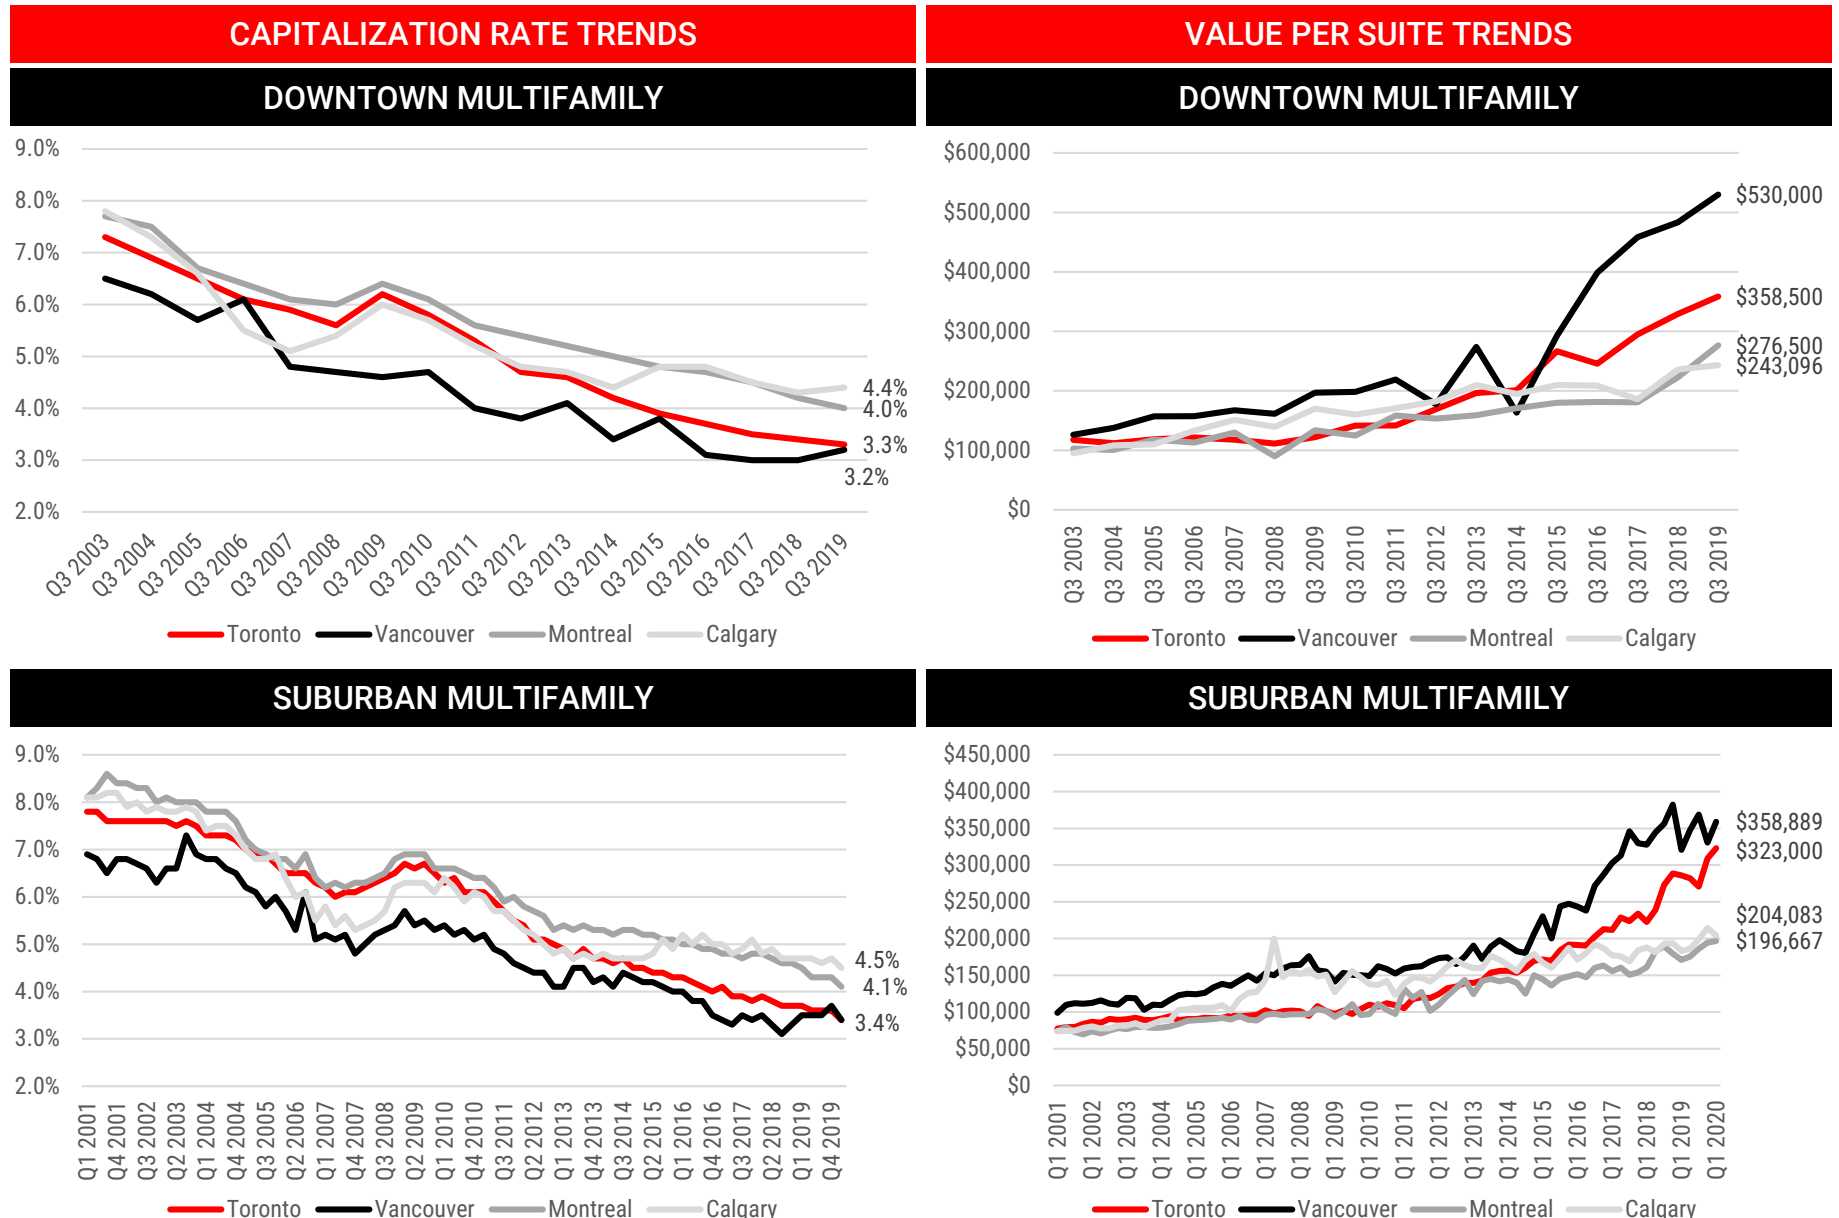 CAPITALIZATION RATE TRENDS
DOWNTOWN MULTIFAMILY
9.0%
8.0%
7.0%
6.0%
5.0%
4.0%
3.0%
2.0%
4.4%
4.0%
3.3%
3.2%
Q3 2003
Q3 2004
Q3 2005
Q3 2006
Q3 2007
Q3 2008
Q3 2009
Q3 2010
Q3 2011
Q3 2012
Q3 2013
Q3 2014
Q3 2015
Q3 2016
Q3 2017
Q3 2018
Q3 2019
Toronto Vancouver Montreal Calgary
VALUE PER SUITE TRENDS
DOWNTOWN MULTIFAMILY
$600,000
$500,000
$400,000
$300,000
$200,000
$100,000
$0
$530,000
$358,500
$276,500
$243,096
Q3 2003
Q3 2004
Q3 2005
Q3 2006
Q3 2007
Q3 2008
Q3 2009
Q3 2010
Q3 2011
Q3 2012
Q3 2013
Q3 2014
Q3 2015
Q3 2016
Q3 2017
Q3 2018
Q3 2019
Toronto Vancouver Montreal Calgary
SUBURBAN MULTIFAMILY
9.0%
8.0%
7.0%
6.0%
5.0%
4.0%
3.0%
2.0%
4.5%
4.1%
3.4%
Q1 2001
Q4 2001
Q3 2002
Q2 2003
Q1 2004
Q4 2004
Q3 2005
Q2 2006
Q1 2007
Q4 2007
Q3 2008
Q2 2009
Q1 2010
Q4 2010
Q3 2011
Q2 2012
Q1 2013
Q4 2013
Q3 2014
Q2 2015
Q1 2016
Q4 2016
Q3 2017
Q2 2018
Q1 2019
Q4 2019
Toronto Vancouver Montreal Calgary
SUBURBAN MULTIFAMILY
$450,000
$400,000
$350,000
$300,000
$250,000
$200,000
$150,000
$100,000
$50,000
$0
$358,889
$323,000
$204,083
$196,667
Q1 2001
Q1 2002
Q1 2003
Q1 2004
Q1 2005
Q1 2006
Q1 2007
Q1 2008
Q1 2009
Q1 2010
Q1 2011
Q1 2012
Q1 2013
Q1 2014
Q1 2015
Q1 2016
Q1 2017
Q1 2018
Q1 2019
Q1 2020
Toronto Vancouver Montreal Calgary